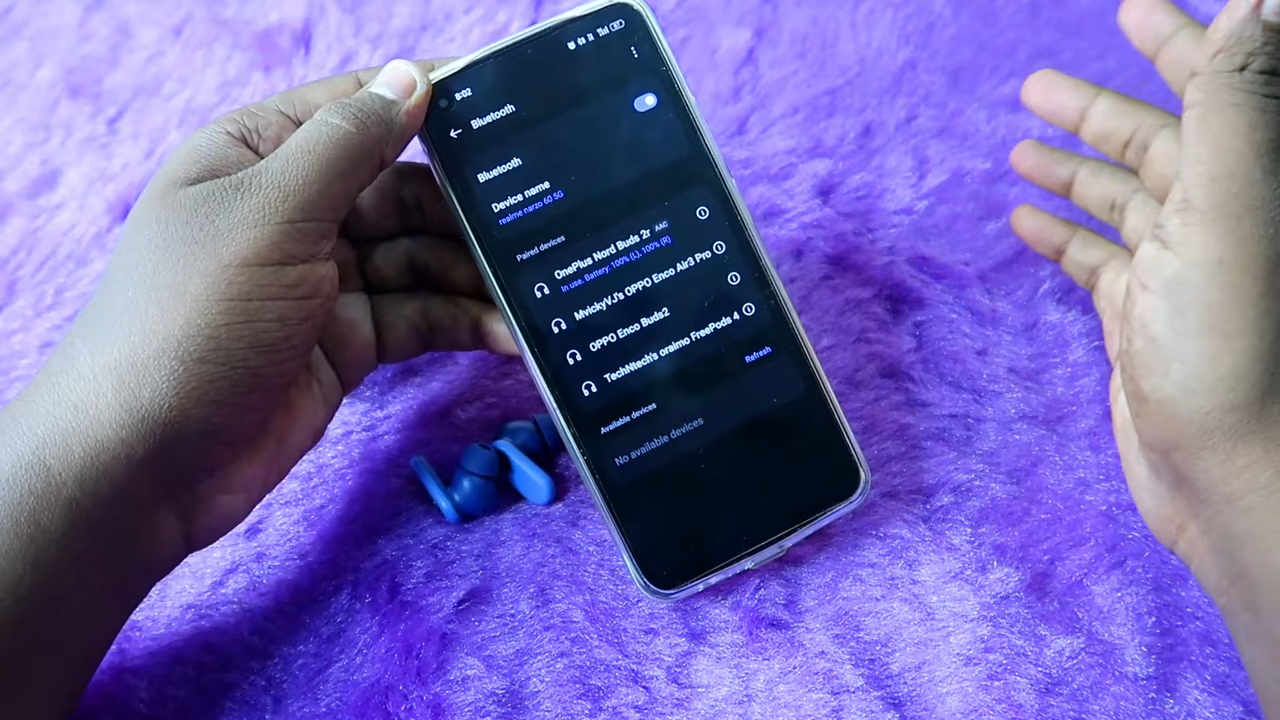 8:02
Bluetooth
Bluetooth
Device name
realme narzo 60 5G
Paired devices
OnePlus Nord Buds 2r AAC
In use. Battery: 100% (L), 100% (R)
MvickyVJ's OPPO Enco Air3 Pro
OPPO Enco Buds2
TechNtech's oraimo FreePods 4
Refresh
Available devices
No available devices